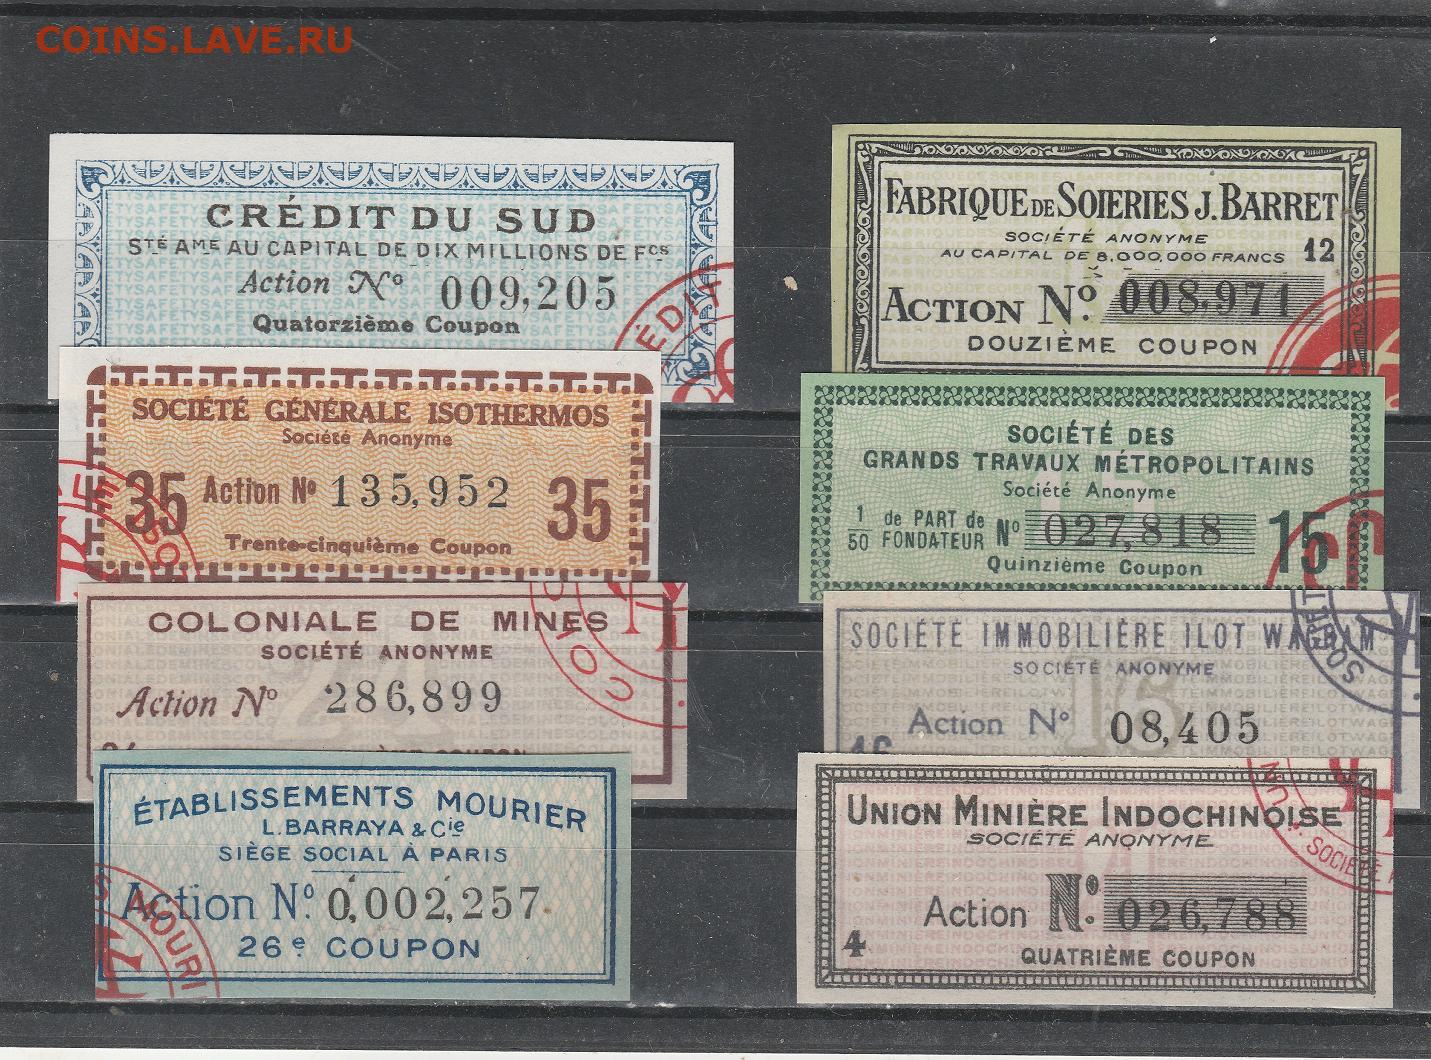 COINS.LAVE.RU
CRÉDIT DU SUD
STÉ AME AU CAPITAL DE DIX MILLIONS DE FCS
Action No 009,205
Quatorzième Coupon
ÉDIT
FABRIQUE DE SOIERIES J. BARRET
SOCIÉTÉ ANONYME
AU CAPITAL DE 8.000.000 FRANCS 12
ACTION No. 008,971
DOUZIÈME COUPON
SOCIÉTÉ GÉNÉRALE ISOTHERMOS
Société Anonyme
35 Action No 135,952 35
Trente-cinquième Coupon
SOCIÉTÉ DES
GRANDS TRAVAUX MÉTROPOLITAINS
Société Anonyme
1/50 de PART de FONDATEUR No 027,818 15
Quinzième Coupon
COLONIALE DE MINES
SOCIÉTÉ ANONYME
Action No 286,899
COUPON
SOCIÉTÉ IMMOBILIÈRE ILOT WAGRAM
SOCIÉTÉ ANONYME
Action No 08,405
16
ÉTABLISSEMENTS MOURIER
L. BARRAYA & Cie
SIÈGE SOCIAL À PARIS
Action No. 0,002,257
26e COUPON
MOURI
UNION MINIÈRE INDOCHINOISE
SOCIÉTÉ ANONYME
Action No. 026,788
4 QUATRIÈME COUPON
SOCIÉTÉ